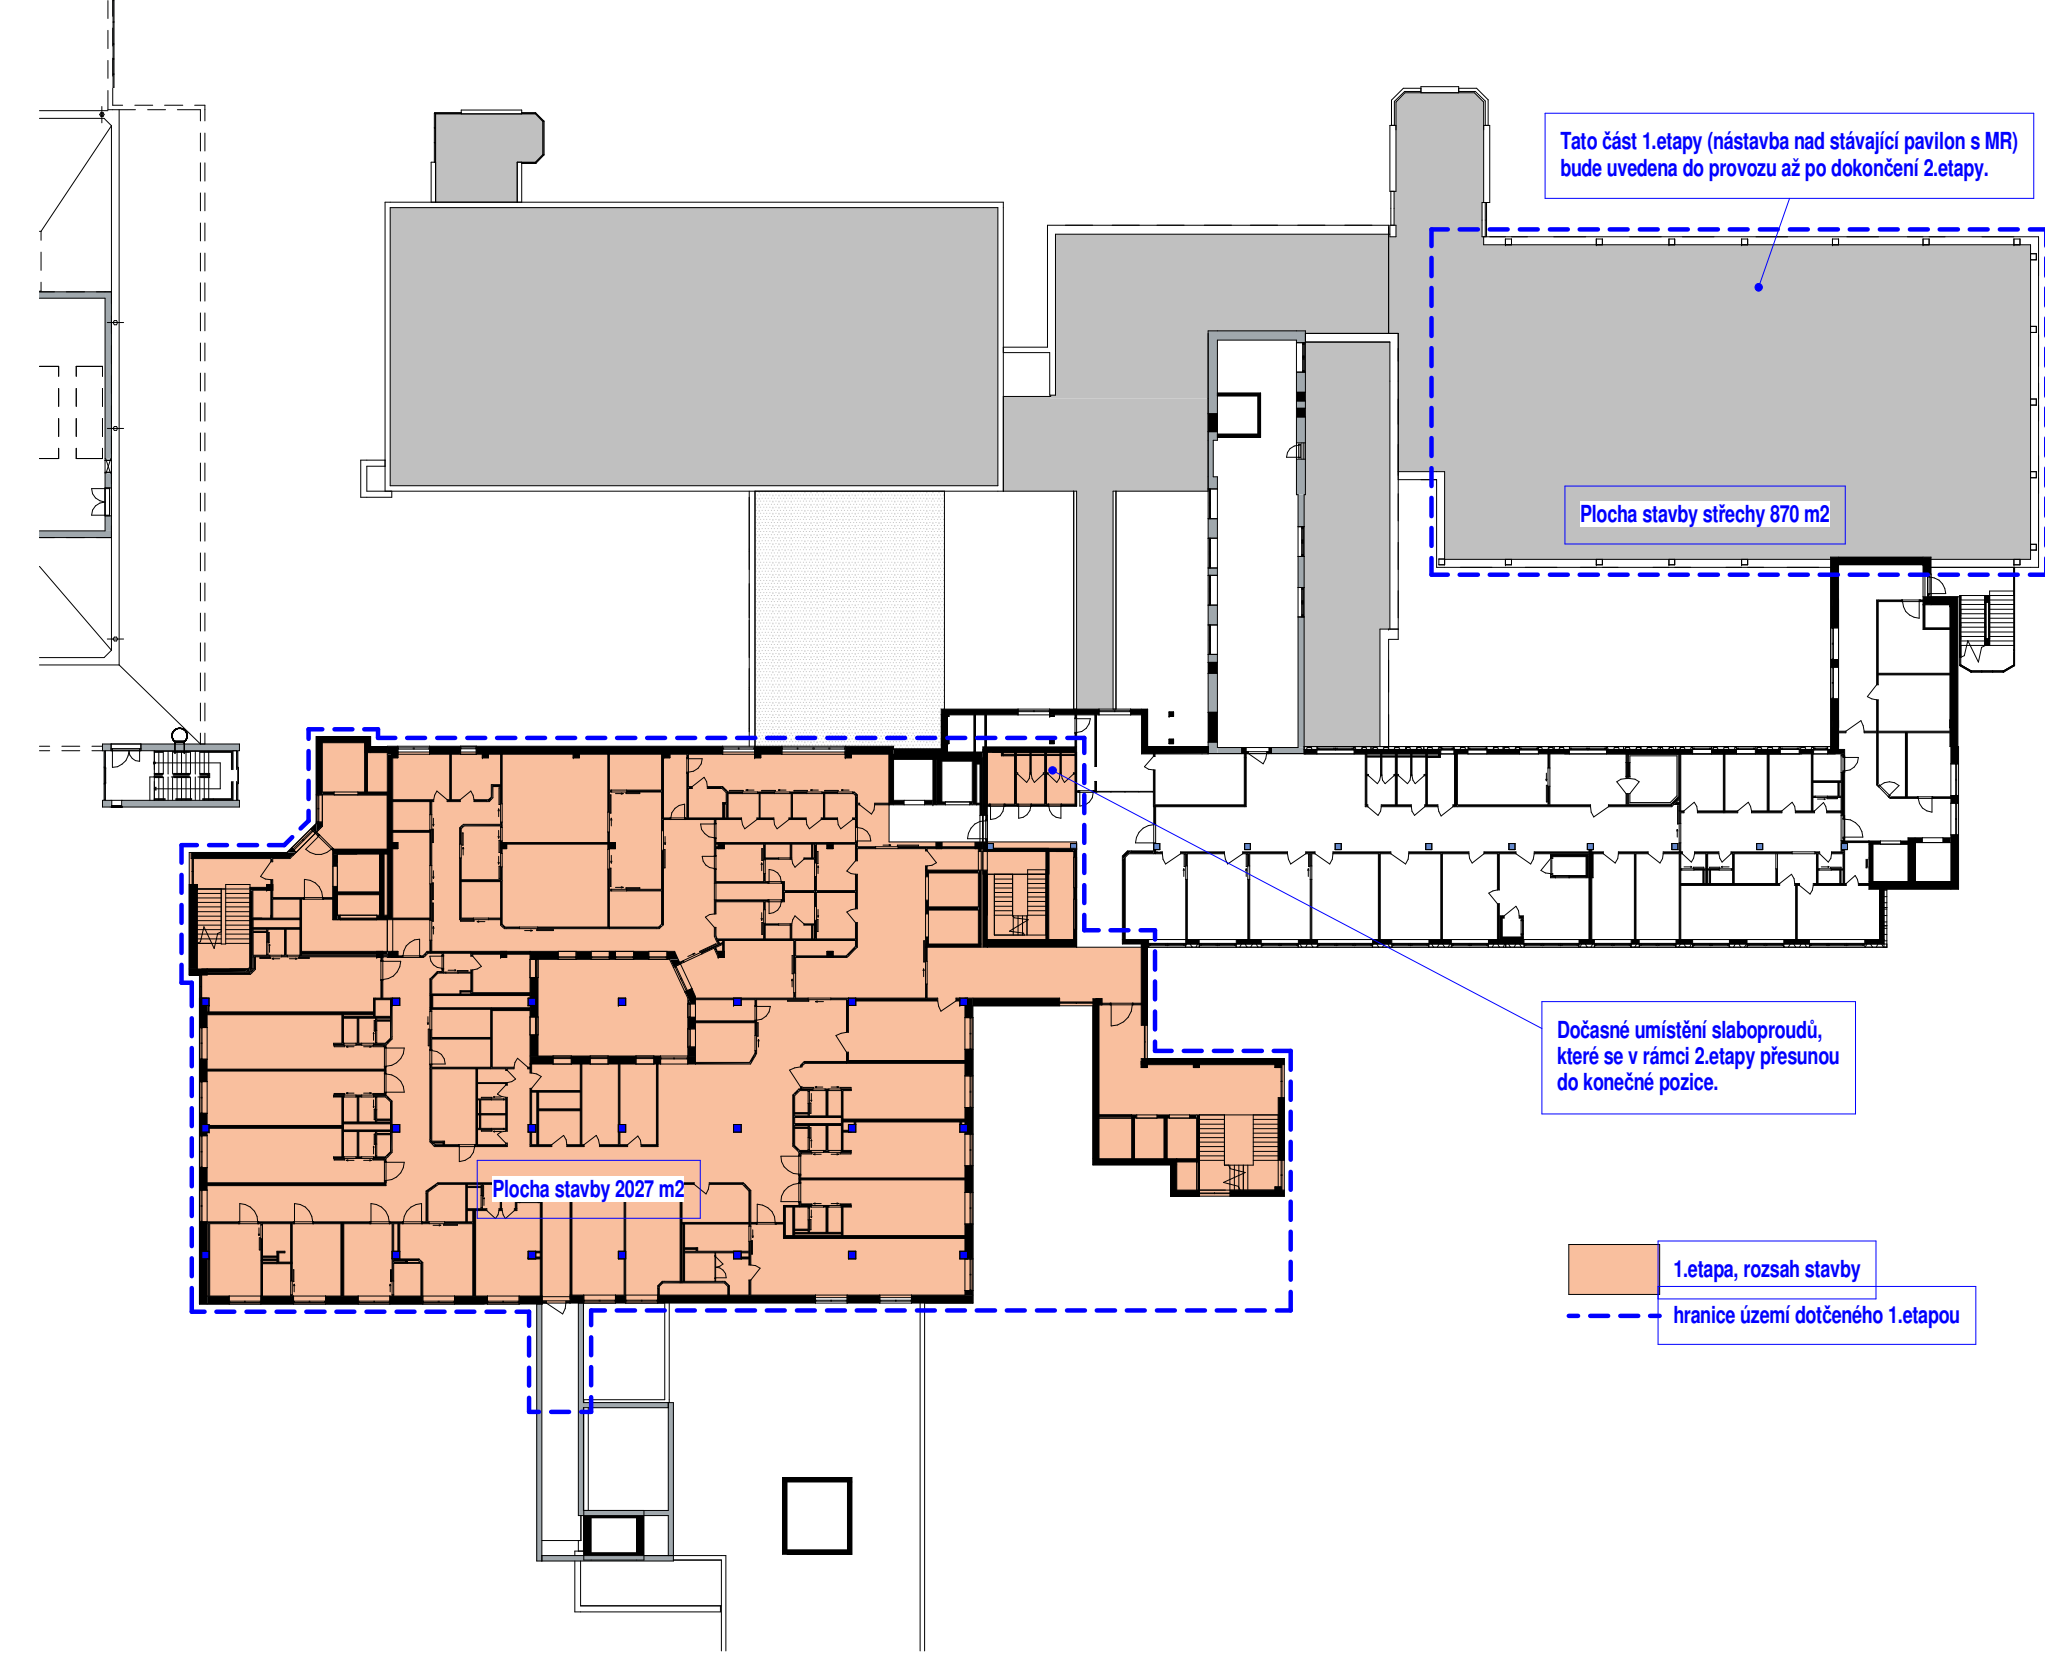 Tato část 1.etapy (nástavba nad stávající pavilon s MR)
bude uvedena do provozu až po dokončení 2.etapy.
Plocha stavby střechy 870 m2
Dočasné umístění slaboproudů,
které se v rámci 2.etapy přesunou
do konečné pozice.
Plocha stavby 2027 m2
1.etapa, rozsah stavby
hranice území dotčeného 1.etapou